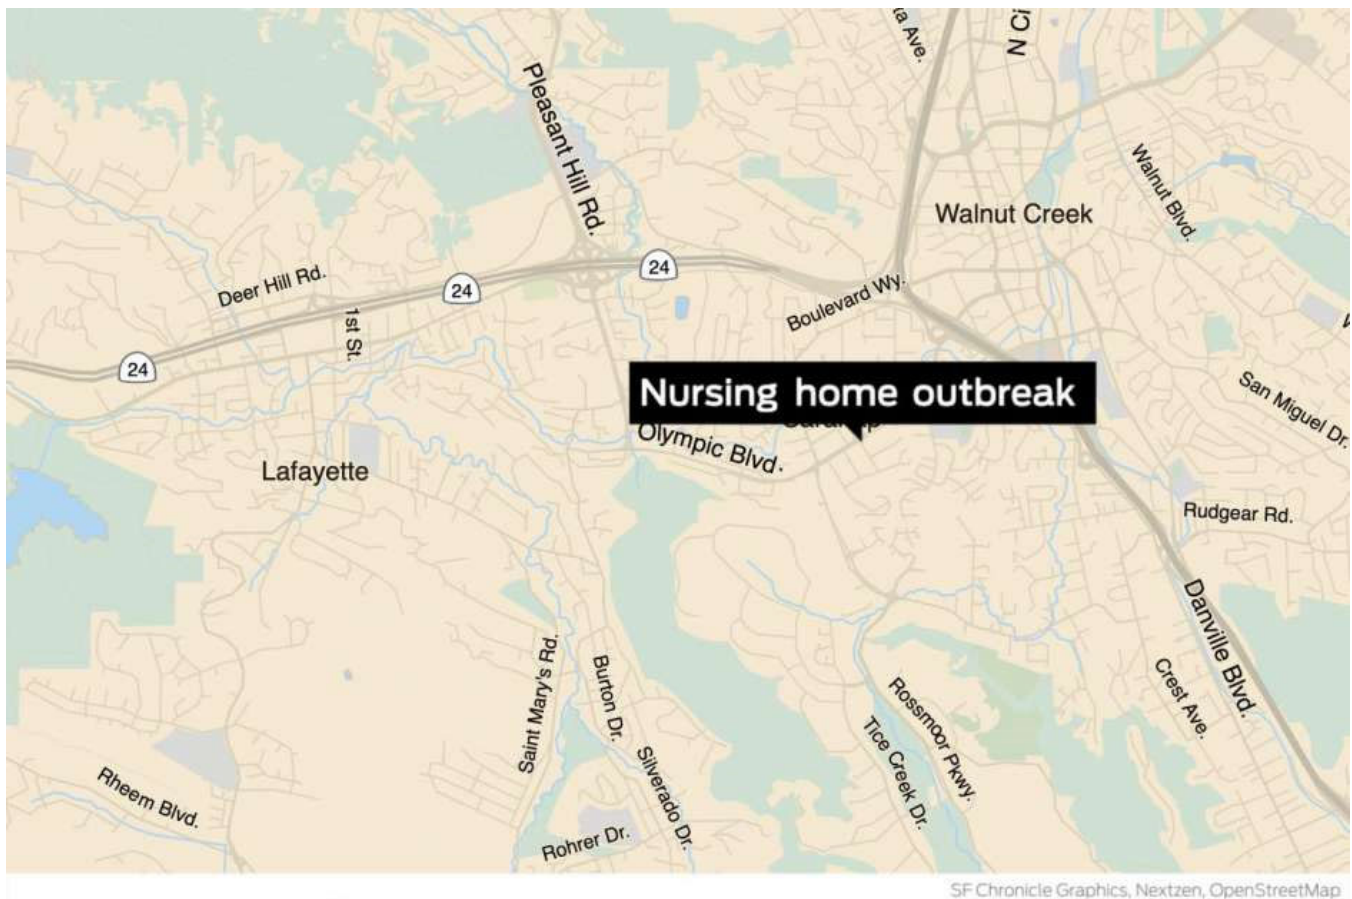 ta Ave.
N Ci
Pleasant Hill Rd.
Walnut Blvd.
Walnut Creek
24
Deer Hill Rd.
24
Boulevard Wy.
1st St.
24
Nursing home outbreak
San Miguel Dr.
Olympic Blvd.
Lafayette
Rudgear Rd.
Danville Blvd.
Saint Mary's Rd.
Burton Dr.
Crest Ave.
Rossmoor Pkwy.
Tice Creek Dr.
Silverado Dr.
Rheem Blvd.
Rohrer Dr.
SF Chronicle Graphics, Nextzen, OpenStreetMap